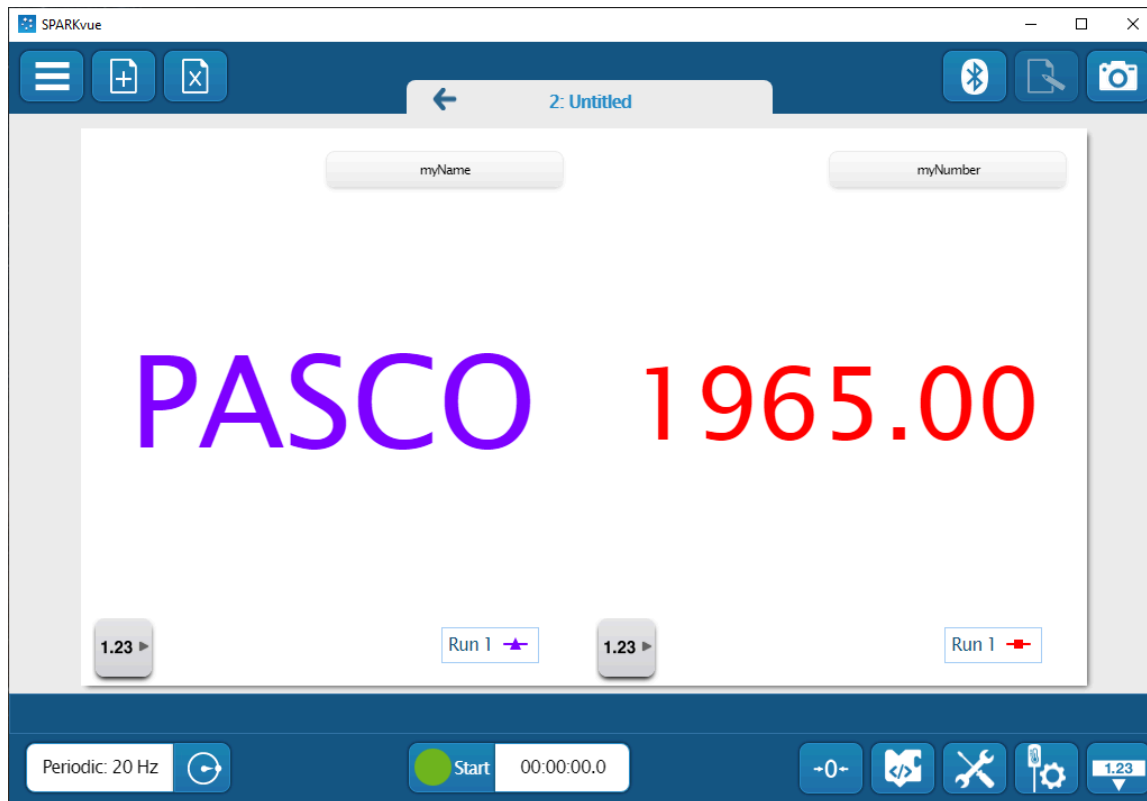 SPARKvue
2: Untitled
myName
myNumber
PASCO
1965.00
1.23
Run 1
1.23
Run 1
Periodic: 20 Hz
Start
00:00:00.0
→0←
</>
1.23